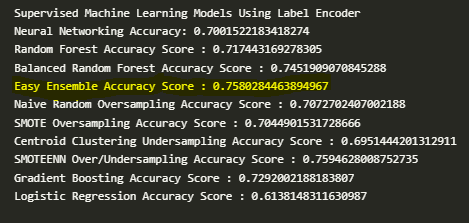 Supervised Machine Learning Models Using Label Encoder
Neural Networking Accuracy: 0.7001522183418274
Random Forest Accuracy Score : 0.717443169278305
Balanced Random Forest Accuracy Score : 0.7451909070845288
Easy Ensemble Accuracy Score : 0.7580284463894967
Naive Random Oversampling Accuracy Score : 0.7072702407002188
SMOTE Oversampling Accuracy Score : 0.7044901531728666
Centroid Clustering Undersampling Accuracy Score : 0.6951444201312911
SMOTEENN Over/Undersampling Accuracy Score : 0.7594628008752735
Gradient Boosting Accuracy Score : 0.7292002188183807
Logistic Regression Accuracy Score : 0.6138148311630987